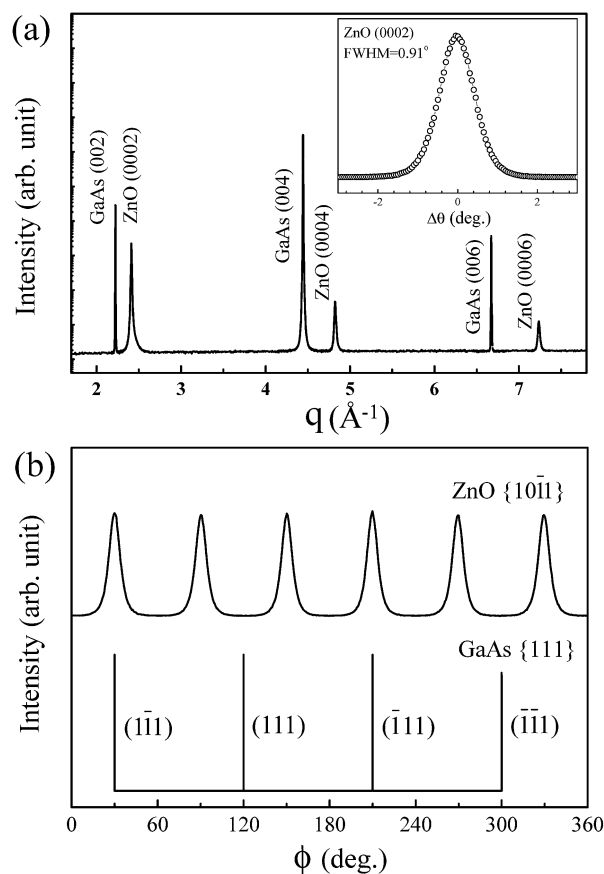 (a)
Intensity (arb. unit)
GaAs (002)
ZnO (0002)
GaAs (004)
ZnO (0004)
GaAs (006)
ZnO (0006)
ZnO (0002)
FWHM=0.91°
-2 0 2
Δθ (deg.)
2 3 4 5 6 7
q (Å⁻¹)
(b)
Intensity (arb. unit)
ZnO {101̄1}
GaAs {111}
(11̄1) (111) (1̄11) (1̄1̄1)
0 60 120 180 240 300 360
ϕ (deg.)